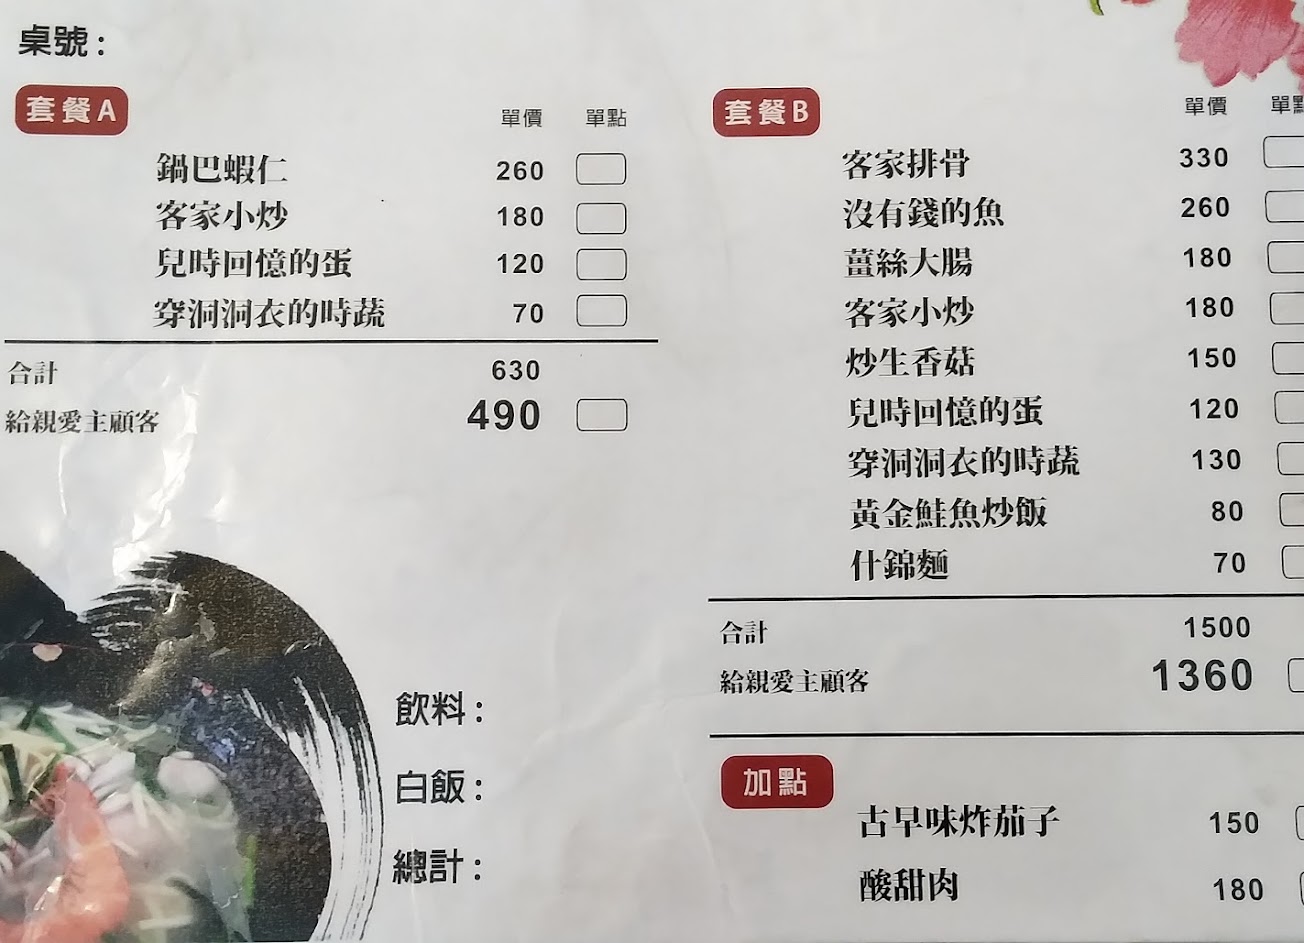 桌號:
套餐A 單價 單點
鍋巴蝦仁 260
客家小炒 180
兒時回憶的蛋 120
穿洞洞衣的時蔬 70
合計 630
給親愛主顧客 490
飲料:
白飯:
總計:
套餐B 單價 單點
客家排骨 330
沒有錢的魚 260
薑絲大腸 180
客家小炒 180
炒生香菇 150
兒時回憶的蛋 120
穿洞洞衣的時蔬 130
黃金鮭魚炒飯 80
什錦麵 70
合計 1500
給親愛主顧客 1360
加點
古早味炸茄子 150
酸甜肉 180